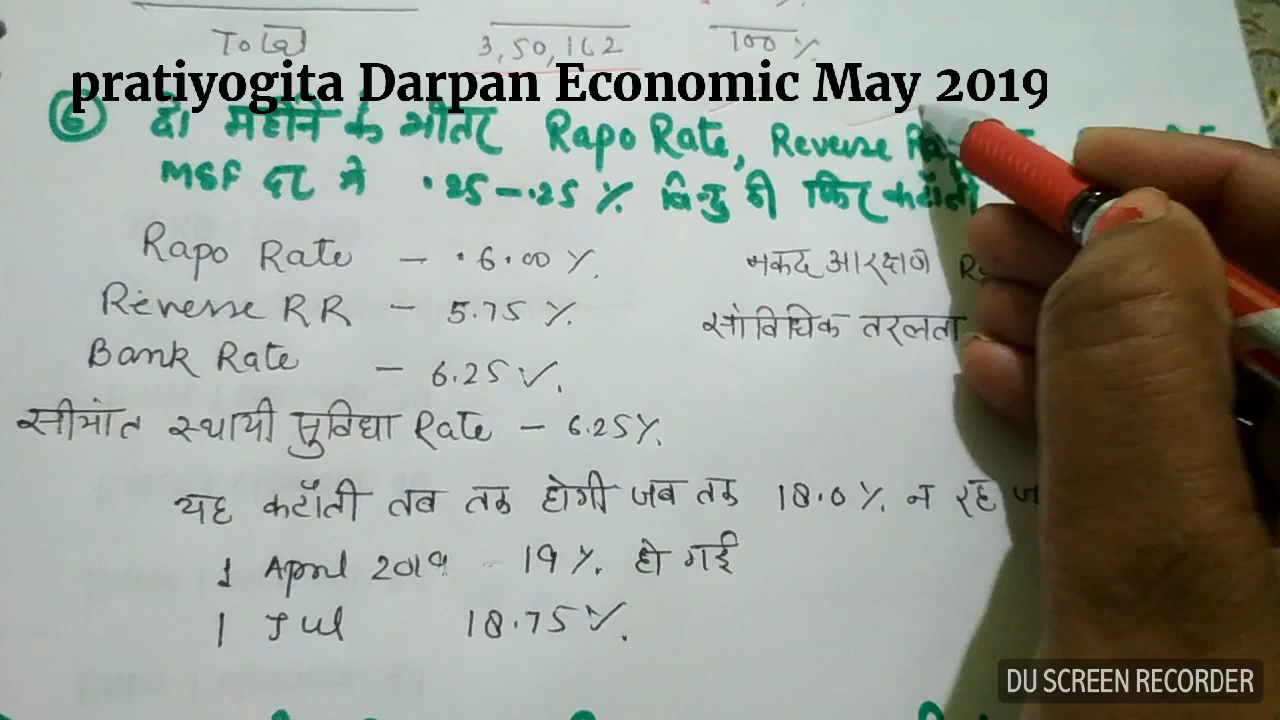 Total 3,50,162 100%
pratiyogita Darpan Economic May 2019
6 दो महीने के भीतर Rapo Rate, Reverse
MSF दर में .25-.25% बिन्दु की फिर कटौती
Rapo Rate - .6.00%.
नकद आरक्षण
Reverse RR - 5.75%.
सांविधिक तरलता
Bank Rate - 6.25%.
सीमांत स्थायी सुविधा Rate - 6.25%.
यह कटौती तब तक होगी जब तक 18.0%. न रह
1 April 2019 - 19%. हो गई
1 Jul 18.75%.
DU SCREEN RECORDER